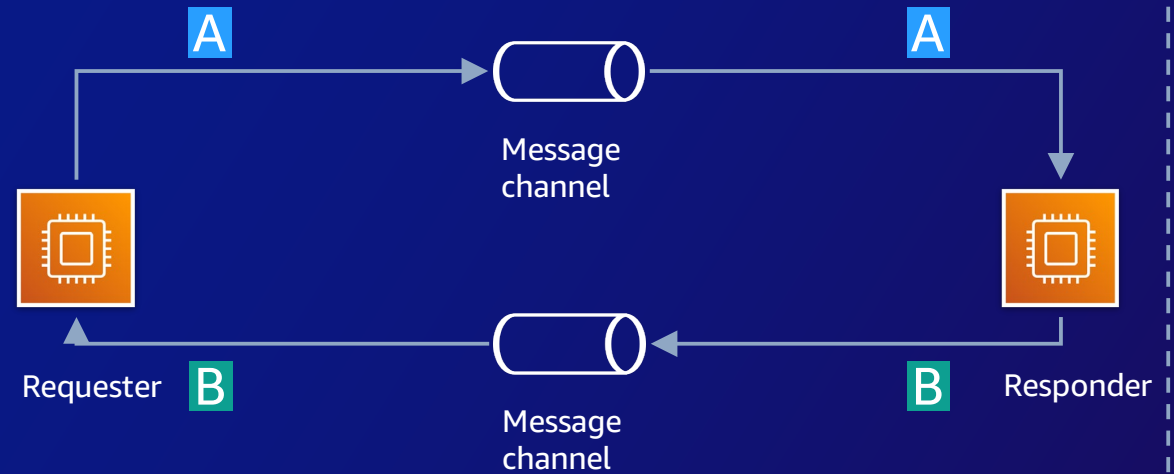 A
A
Message
channel
Requester
B
B
Responder
Message
channel